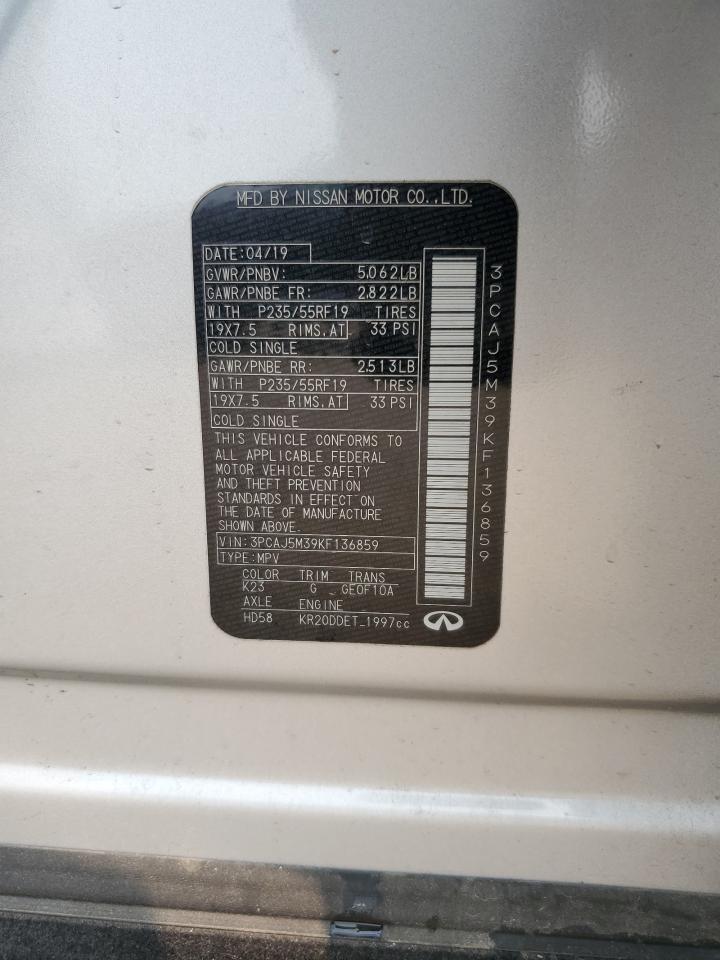 MFD BY NISSAN MOTOR CO.,LTD.
DATE:04/19
GVWR/PNBV: 5,062LB
GAWR/PNBE FR: 2,822LB
WITH P235/55RF19 TIRES
19X7.5 RIMS.AT 33 PSI
COLD SINGLE
GAWR/PNBE RR: 2,513LB
WITH P235/55RF19 TIRES
19X7.5 RIMS.AT 33 PSI
COLD SINGLE
THIS VEHICLE CONFORMS TO
ALL APPLICABLE FEDERAL
MOTOR VEHICLE SAFETY
AND THEFT PREVENTION
STANDARDS IN EFFECT ON
THE DATE OF MANUFACTURE
SHOWN ABOVE.
VIN: 3PCAJ5M39KF136859
TYPE: MPV
COLOR TRIM TRANS
K23 G GE0F10A
AXLE ENGINE
HD58 KR20DDET_1997cc
3PCAJ5M39KF136859